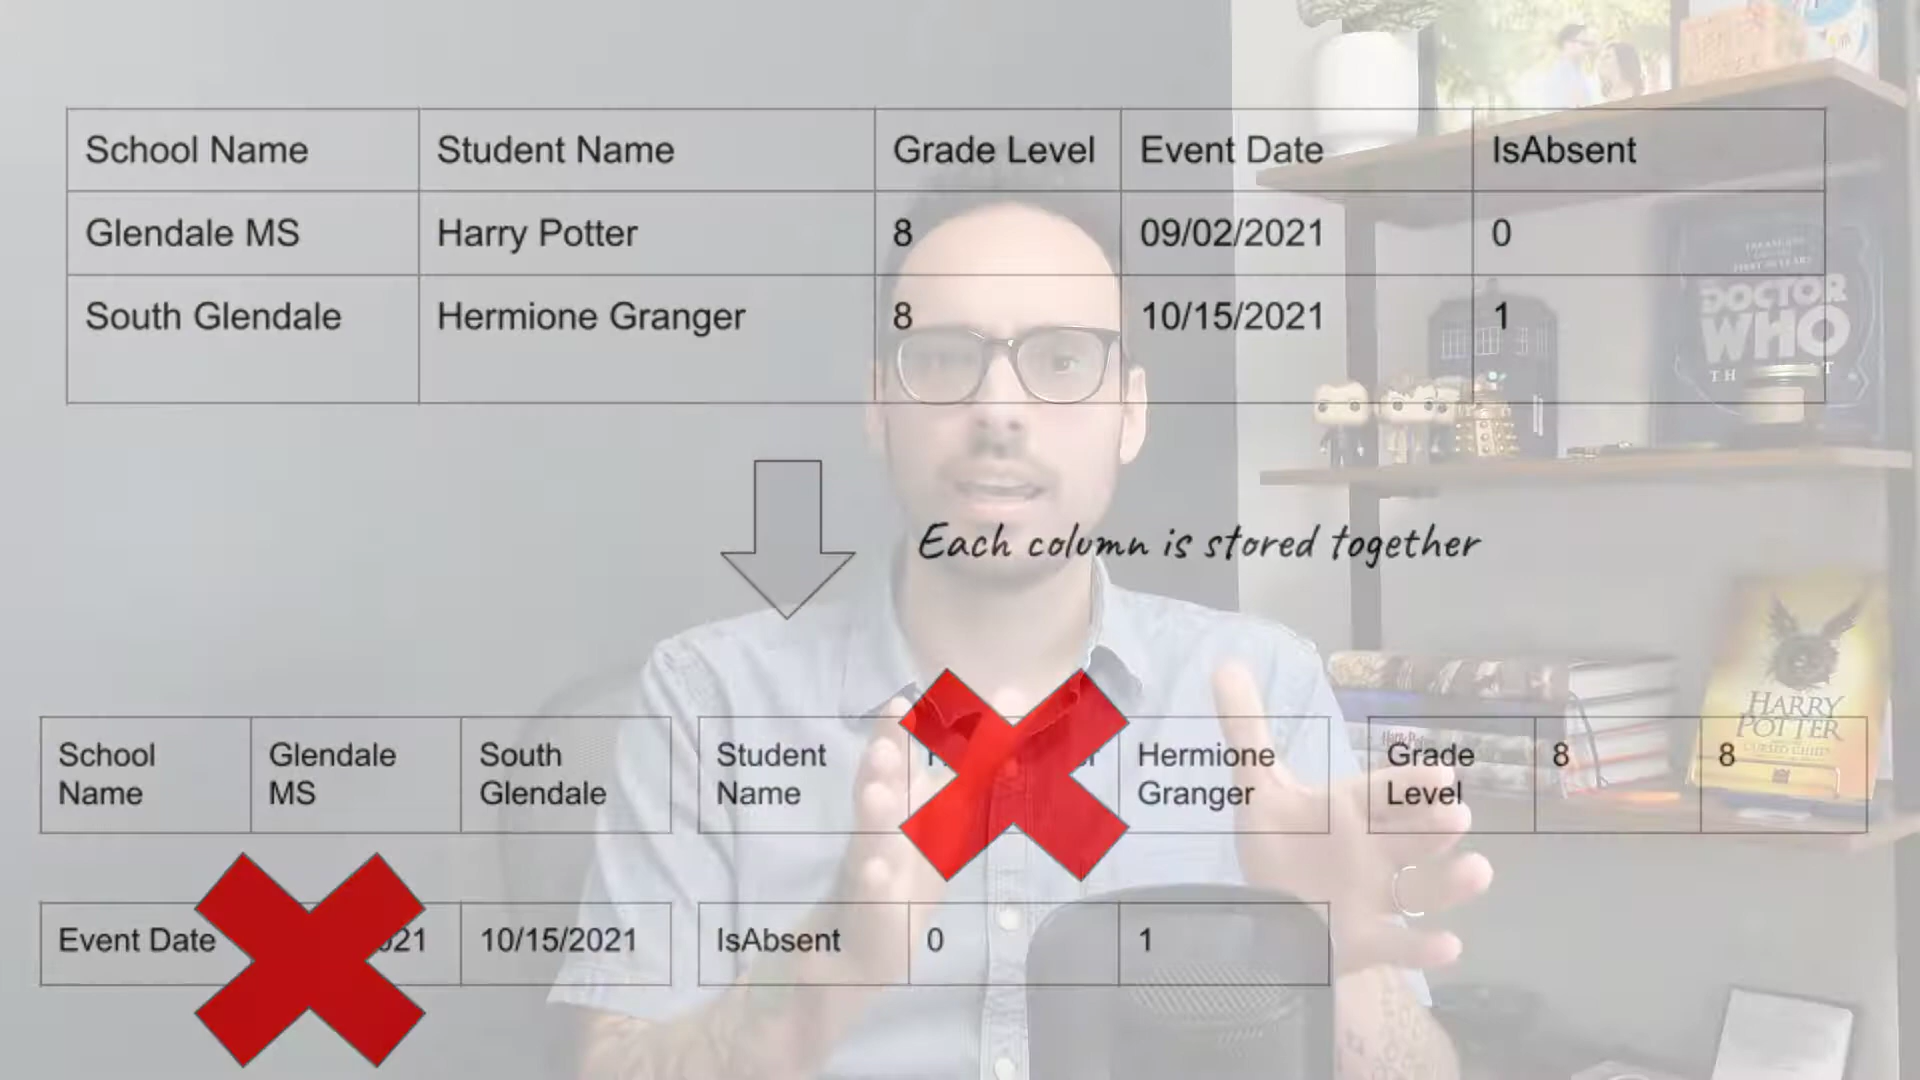 School Name Student Name Grade Level Event Date IsAbsent
Glendale MS Harry Potter 8 09/02/2021 0
South Glendale Hermione Granger 8 10/15/2021 1
DOCTOR
WHO
Each column is stored together
School Name Glendale MS South Glendale
Student Name Hermione Granger
Grade Level 8 8
HARRY
POTTER
Event Date 10/15/2021
IsAbsent 0 1